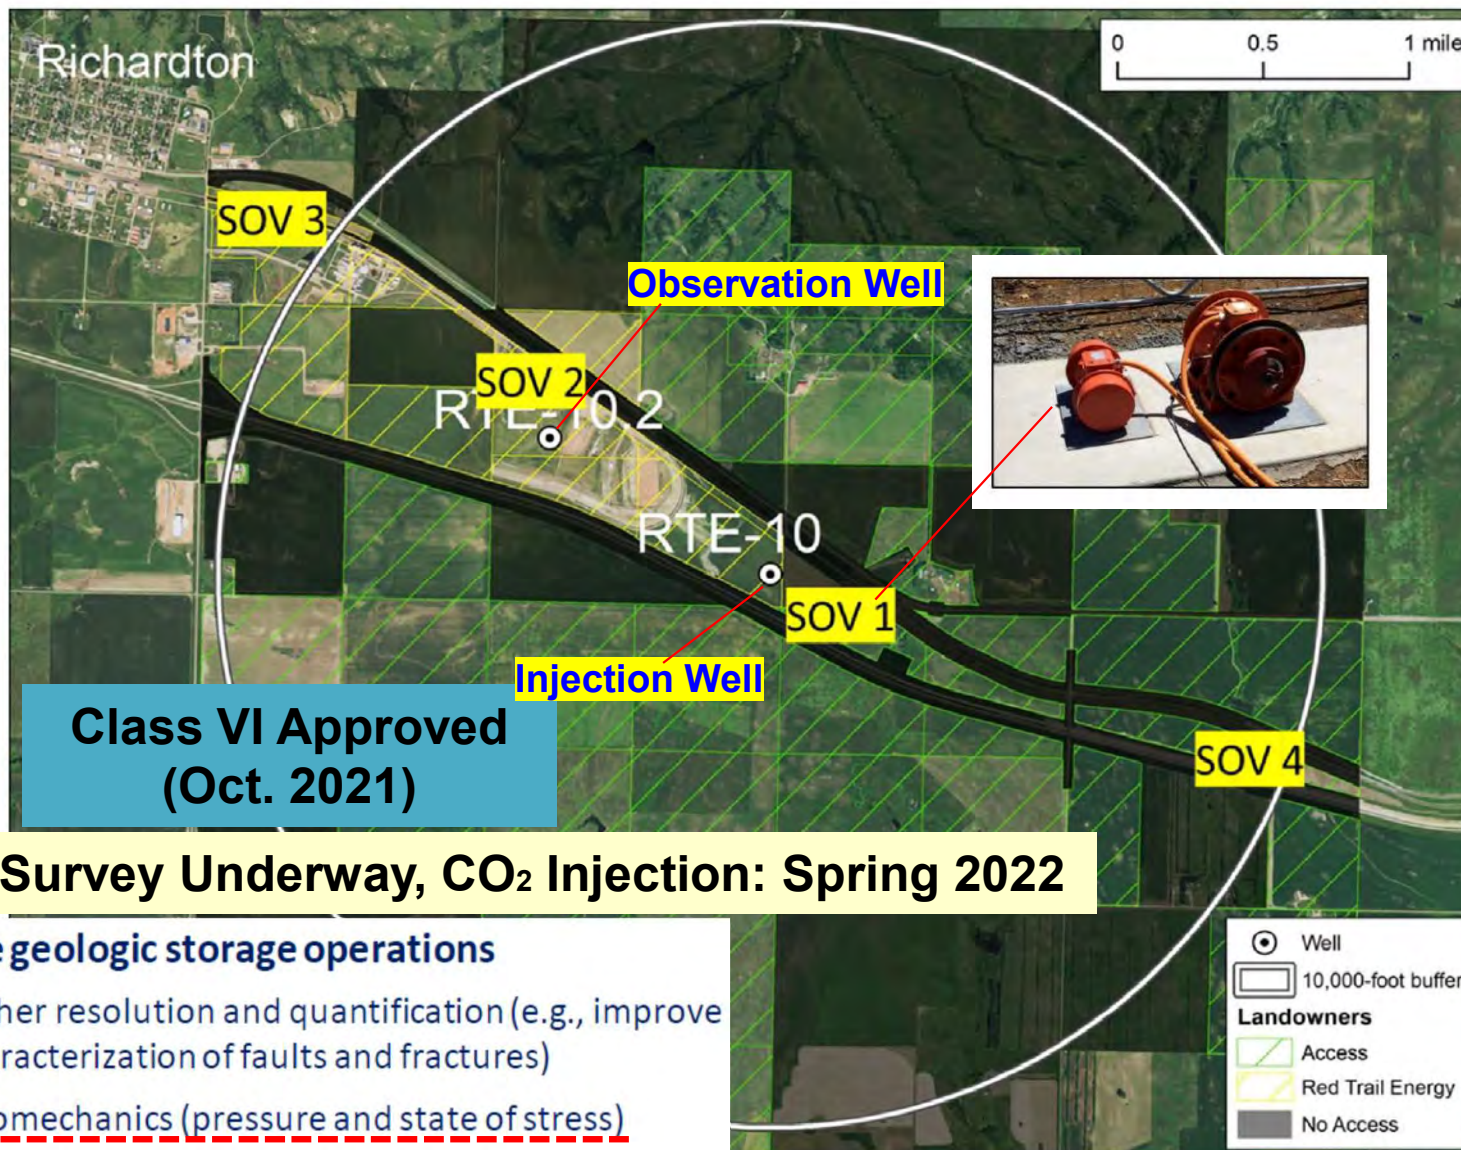 Richardton
0 0.5 1 mile
SOV 3
Observation Well
SOV 2
RTE-10.2
RTE-10
SOV 1
Injection Well
Class VI Approved
(Oct. 2021)
SOV 4
Survey Underway, CO₂ Injection: Spring 2022
geologic storage operations
her resolution and quantification (e.g., improve
racterization of faults and fractures)
omechanics (pressure and state of stress)
Well
10,000-foot buffer
Landowners
Access
Red Trail Energy
No Access